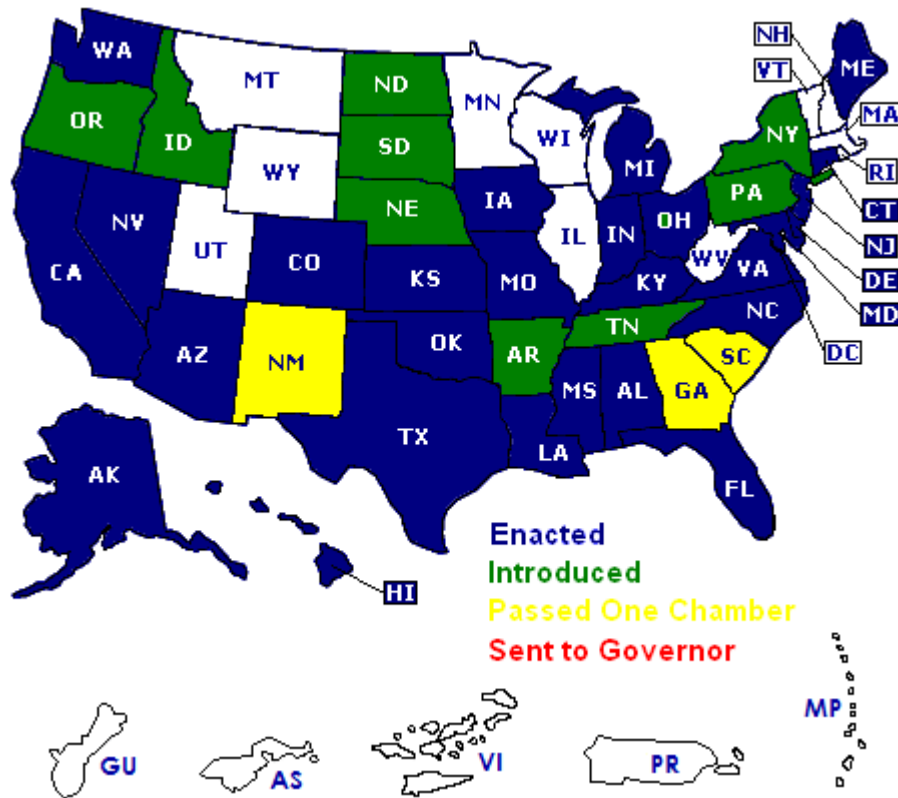 WA
MT
ND
MN
NH
VT
ME
MA
OR
ID
SD
WI
NY
RI
WY
MI
CT
NV
NE
IA
PA
NJ
CA
UT
CO
IL
IN
OH
DE
KS
MO
WV
VA
MD
KY
NC
DC
AZ
NM
OK
AR
TN
SC
MS
AL
GA
TX
LA
AK
FL
HI
Enacted
Introduced
Passed One Chamber
Sent to Governor
GU
AS
VI
PR
MP